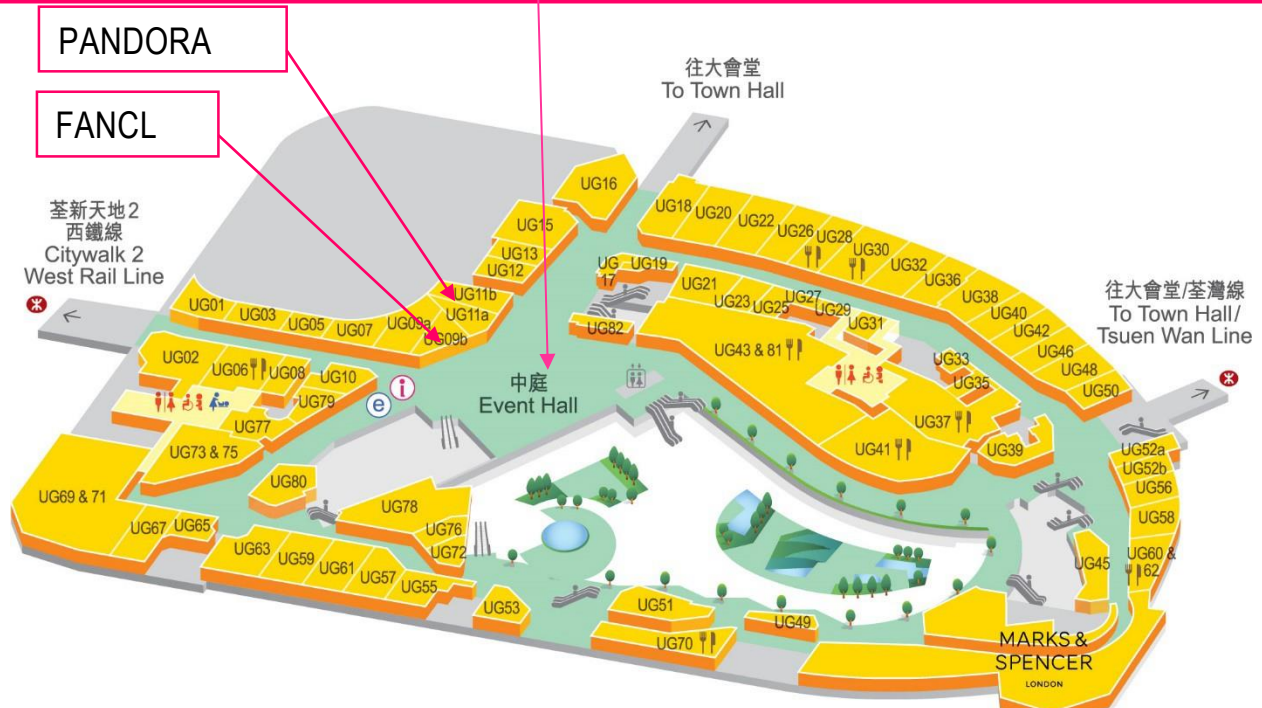 PANDORA
FANCL
往大會堂
To Town Hall
荃新天地2
西鐵線
Citywalk 2
West Rail Line
往大會堂/荃灣線
To Town Hall/
Tsuen Wan Line
UG16
UG15
UG13
UG12
UG11b
UG11a
UG09a
UG09b
UG01
UG03
UG05
UG07
UG02
UG06
UG08
UG10
UG79
UG77
UG73 & 75
UG69 & 71
UG67
UG65
UG80
UG78
UG76
UG72
UG63
UG59
UG61
UG57
UG55
UG53
UG51
UG49
UG70
i
e
中庭
Event Hall
UG
17
UG19
UG82
UG18
UG20
UG22
UG26
UG28
UG30
UG32
UG36
UG38
UG40
UG42
UG46
UG48
UG50
UG21
UG23
UG25
UG27
UG29
UG31
UG33
UG35
UG43 & 81
UG37
UG41
UG39
UG52a
UG52b
UG56
UG58
UG60 &
62
UG45
MARKS &
SPENCER
LONDON